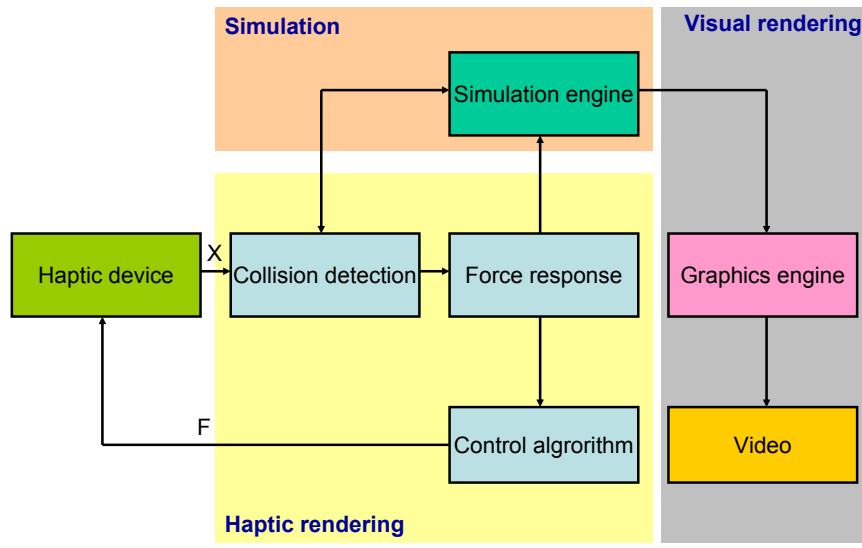 Simulation
Visual rendering
Simulation engine
X
Haptic device
Collision detection
Force response
Graphics engine
F
Control algrorithm
Video
Haptic rendering